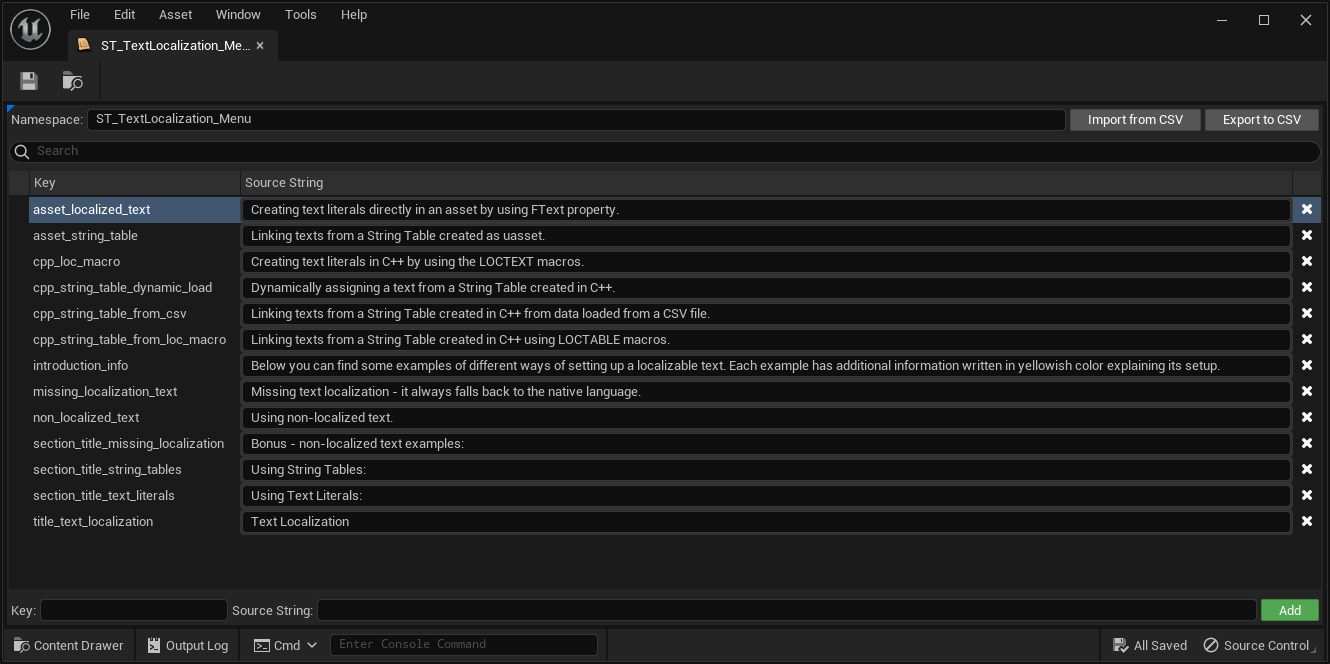 File Edit Asset Window Tools Help
ST_TextLocalization_Me...
Namespace: ST_TextLocalization_Menu Import from CSV Export to CSV
Search
Key Source String
asset_localized_text Creating text literals directly in an asset by using FText property.
asset_string_table Linking texts from a String Table created as uasset.
cpp_loc_macro Creating text literals in C++ by using the LOCTEXT macros.
cpp_string_table_dynamic_load Dynamically assigning a text from a String Table created in C++.
cpp_string_table_from_csv Linking texts from a String Table created in C++ from data loaded from a CSV file.
cpp_string_table_from_loc_macro Linking texts from a String Table created in C++ using LOCTABLE macros.
introduction_info Below you can find some examples of different ways of setting up a localizable text. Each example has additional information written in yellowish color explaining its setup.
missing_localization_text Missing text localization - it always falls back to the native language.
non_localized_text Using non-localized text.
section_title_missing_localization Bonus - non-localized text examples:
section_title_string_tables Using String Tables:
section_title_text_literals Using Text Literals:
title_text_localization Text Localization
Key: Source String: Add
Content Drawer Output Log Cmd Enter Console Command All Saved Source Control